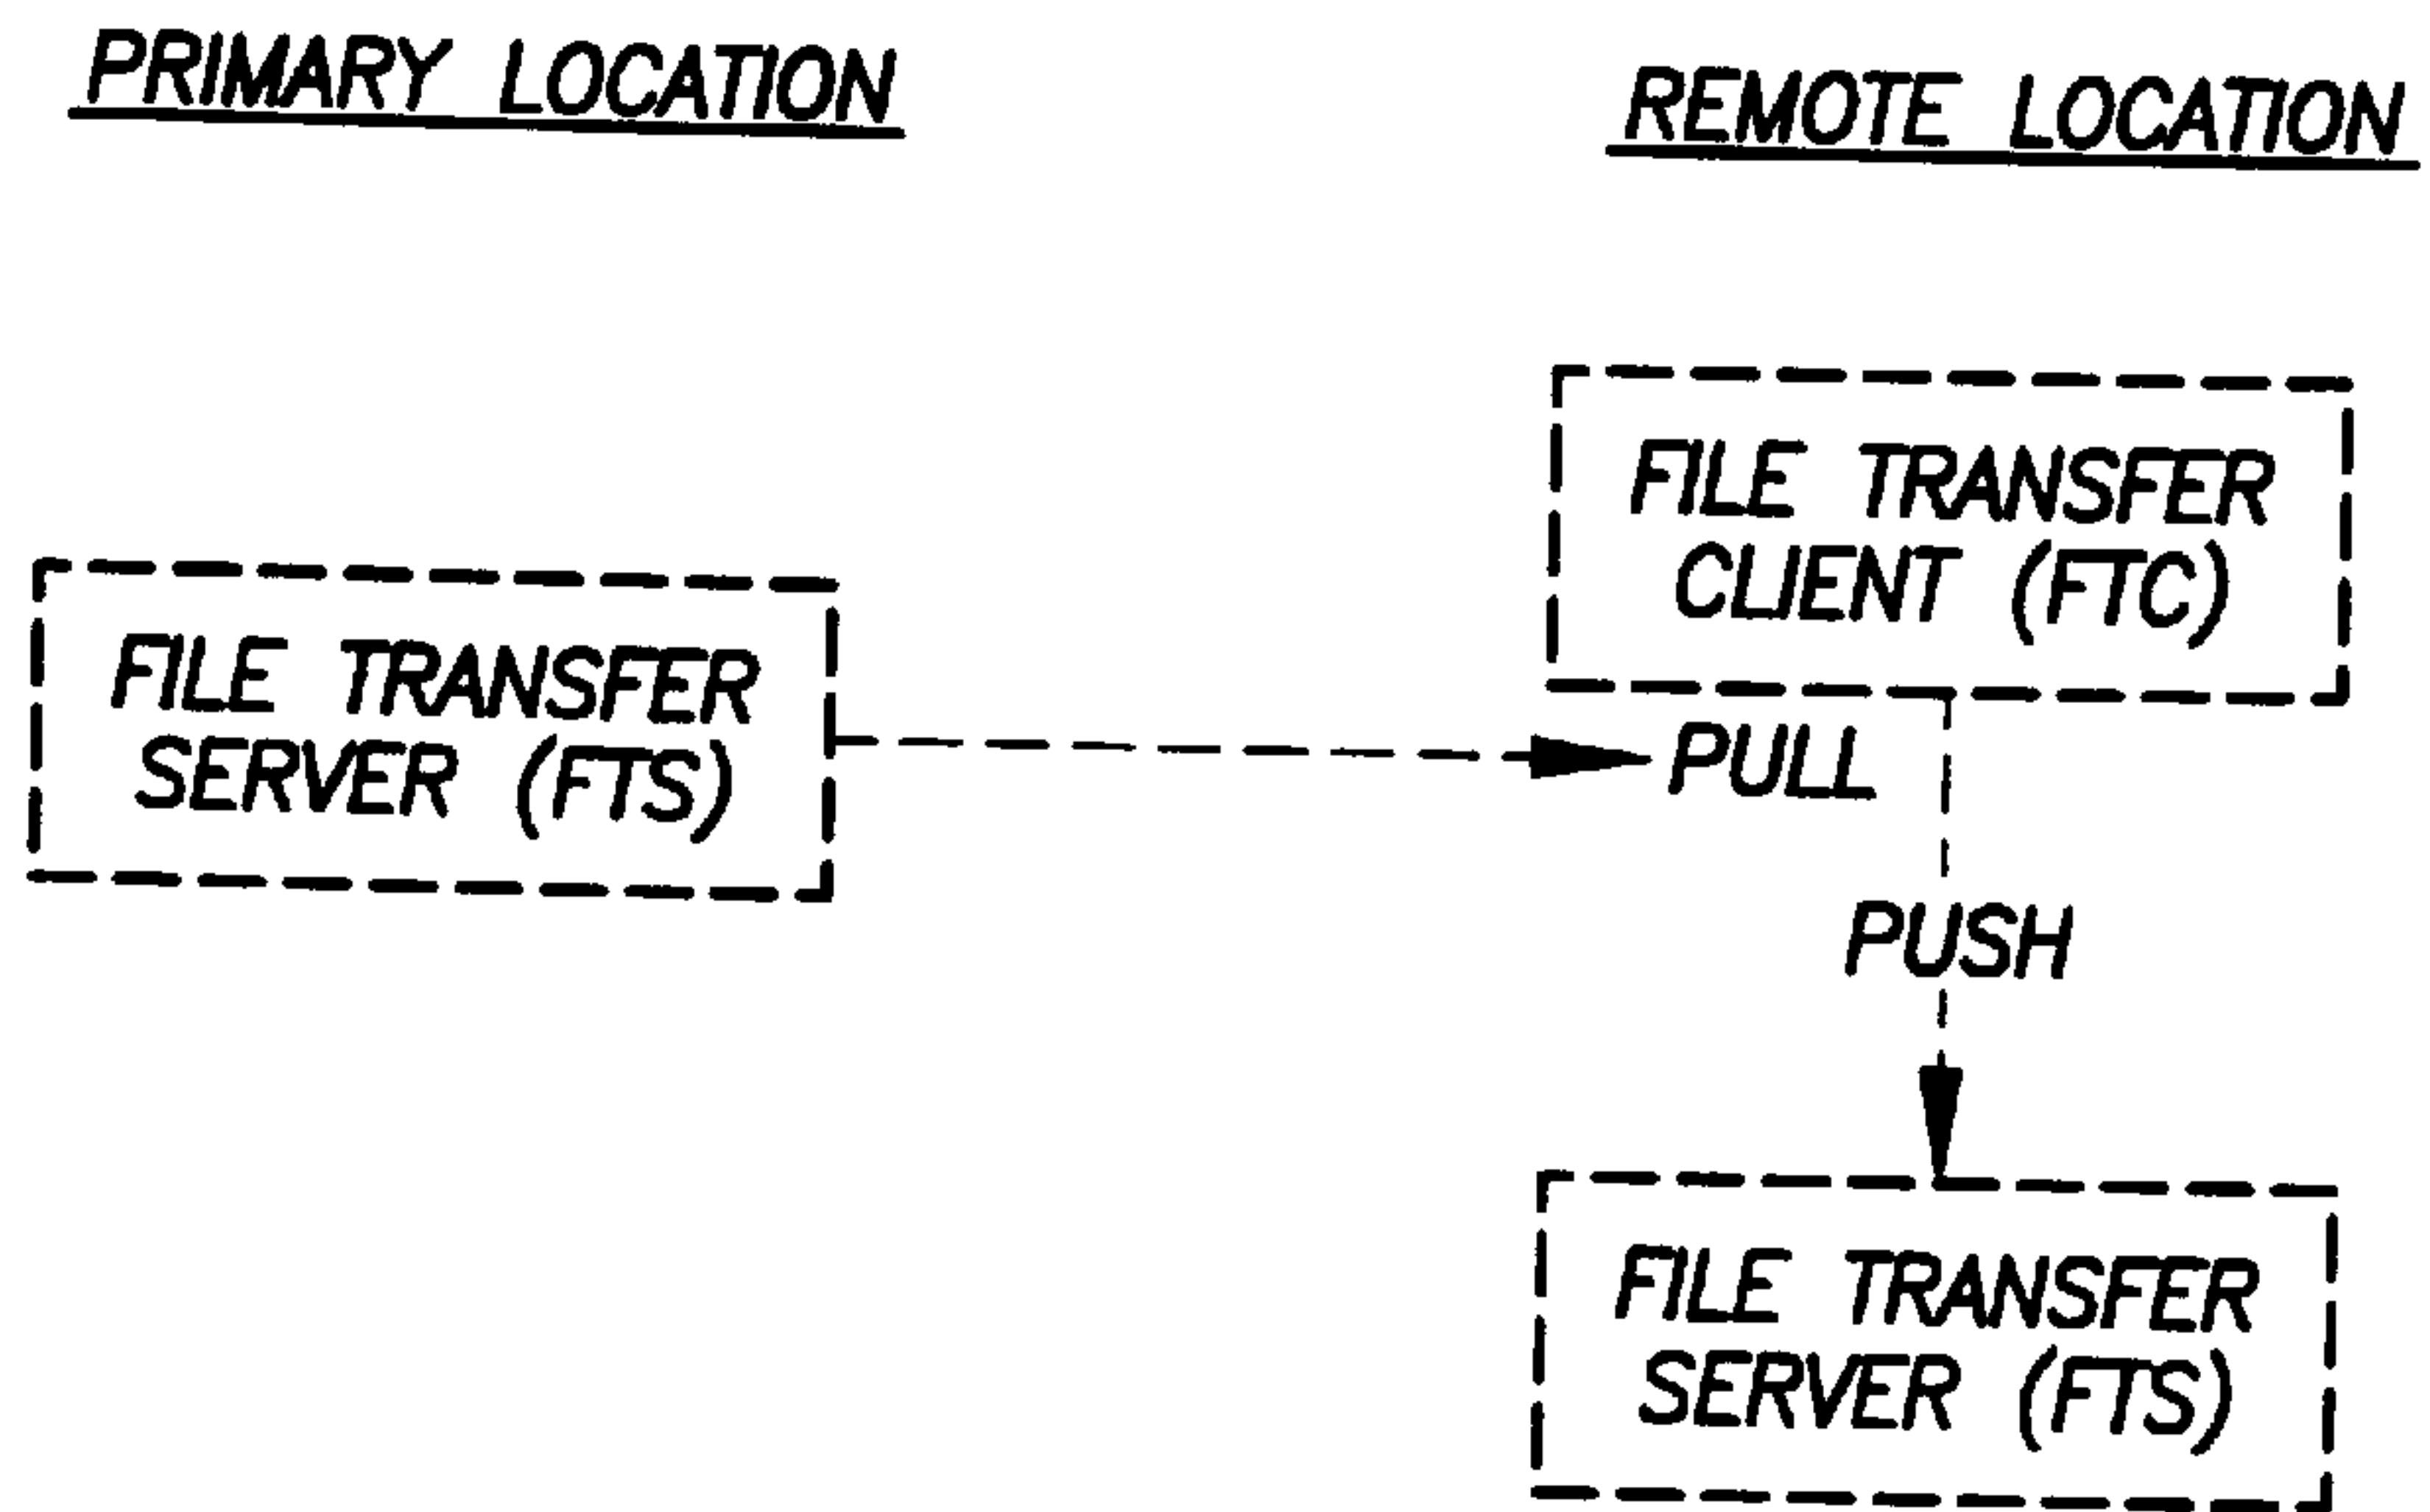 PRIMARY LOCATION
REMOTE LOCATION
FILE TRANSFER
CLIENT (FTC)
FILE TRANSFER
SERVER (FTS)
PULL
PUSH
FILE TRANSFER
SERVER (FTS)